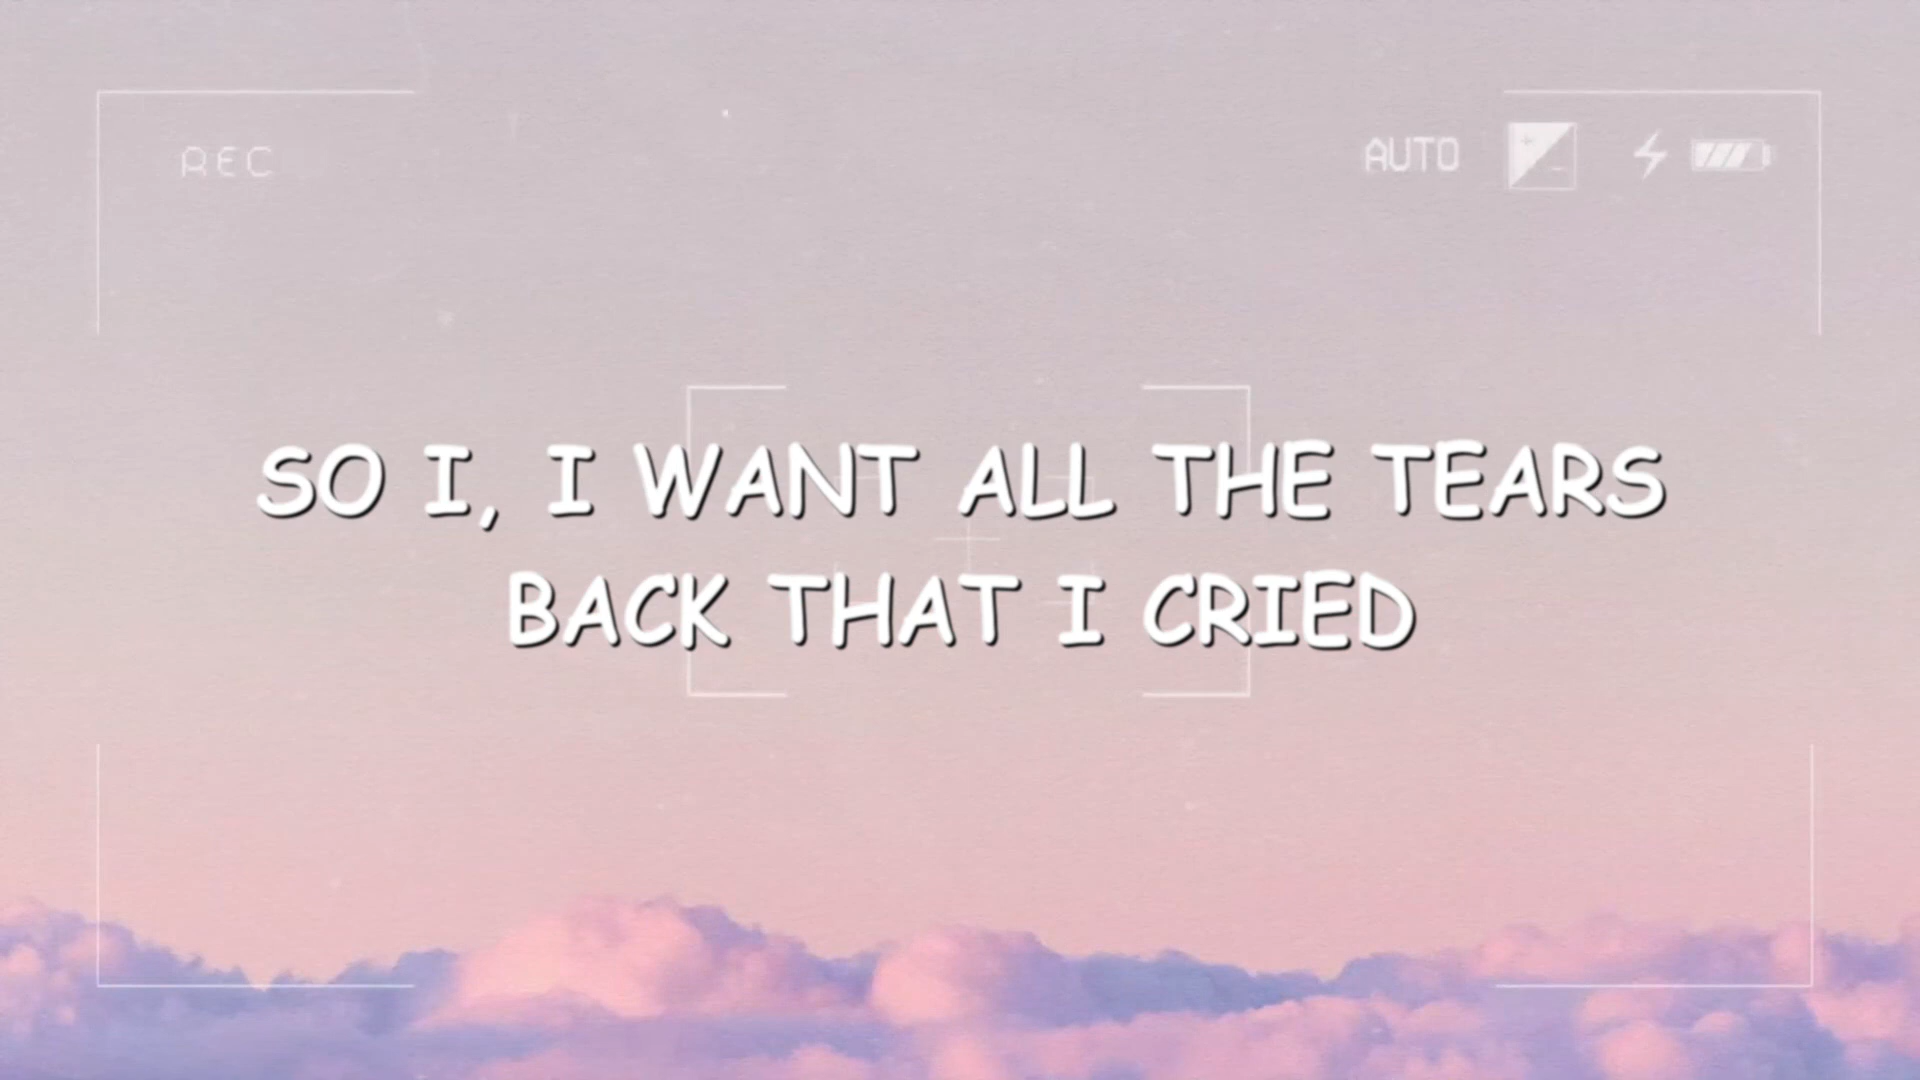 REC
AUTO
SO I, I WANT ALL THE TEARS
BACK THAT I CRIED